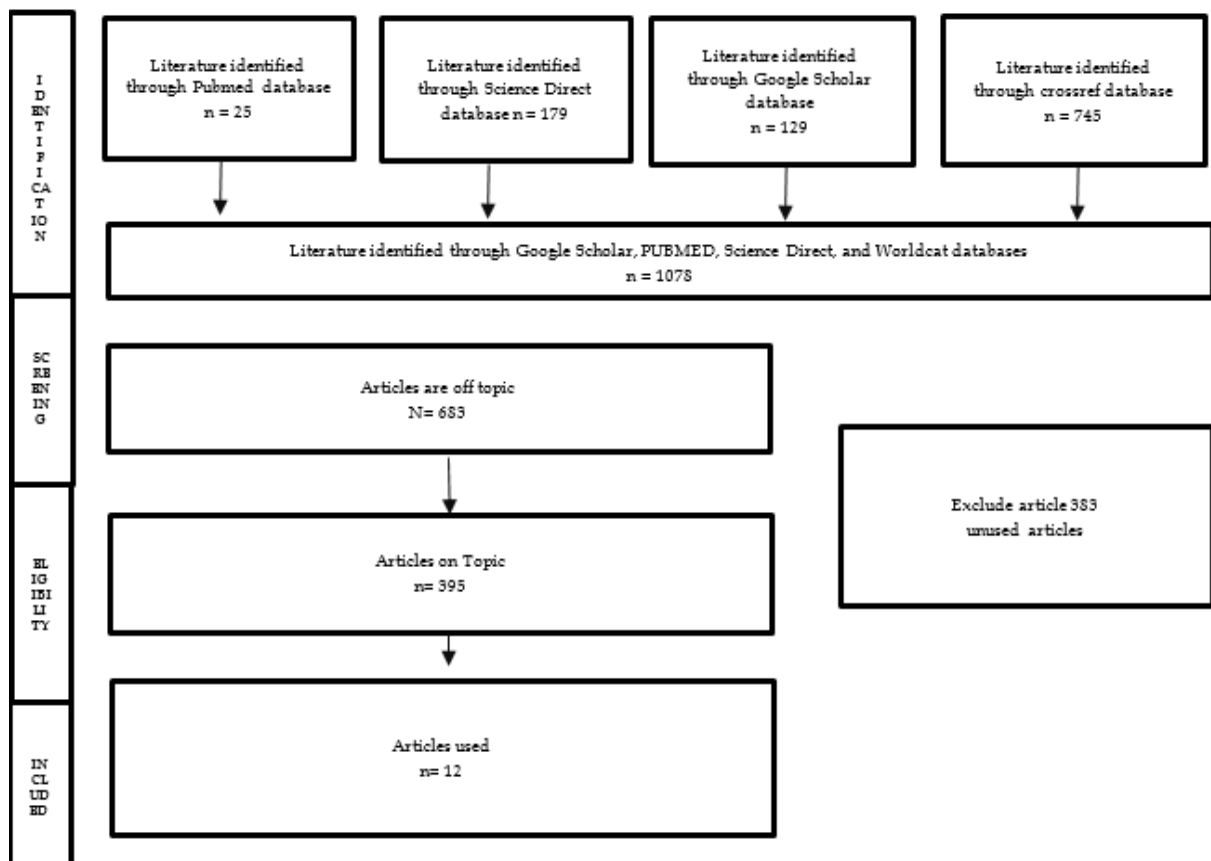 I
D
EN
T I
F I
I
CA
T
IO
N
Literature identified
through Pubmed database
n = 25
Literature identified
through Science Direct
database n = 179
Literature identified
through Google Scholar
database
n = 129
Literature identified
through crossref database
n = 745
Literature identified through Google Scholar, PUBMED, Science Direct, and Worldcat databases
n = 1078
SC
RE
EN
IN
G
Articles are off topic
N= 683
Exclude article 383
unused articles
EL
IG
IBI
LI
TY
Articles on Topic
n= 395
IN
CL
UD
ED
Articles used
n= 12